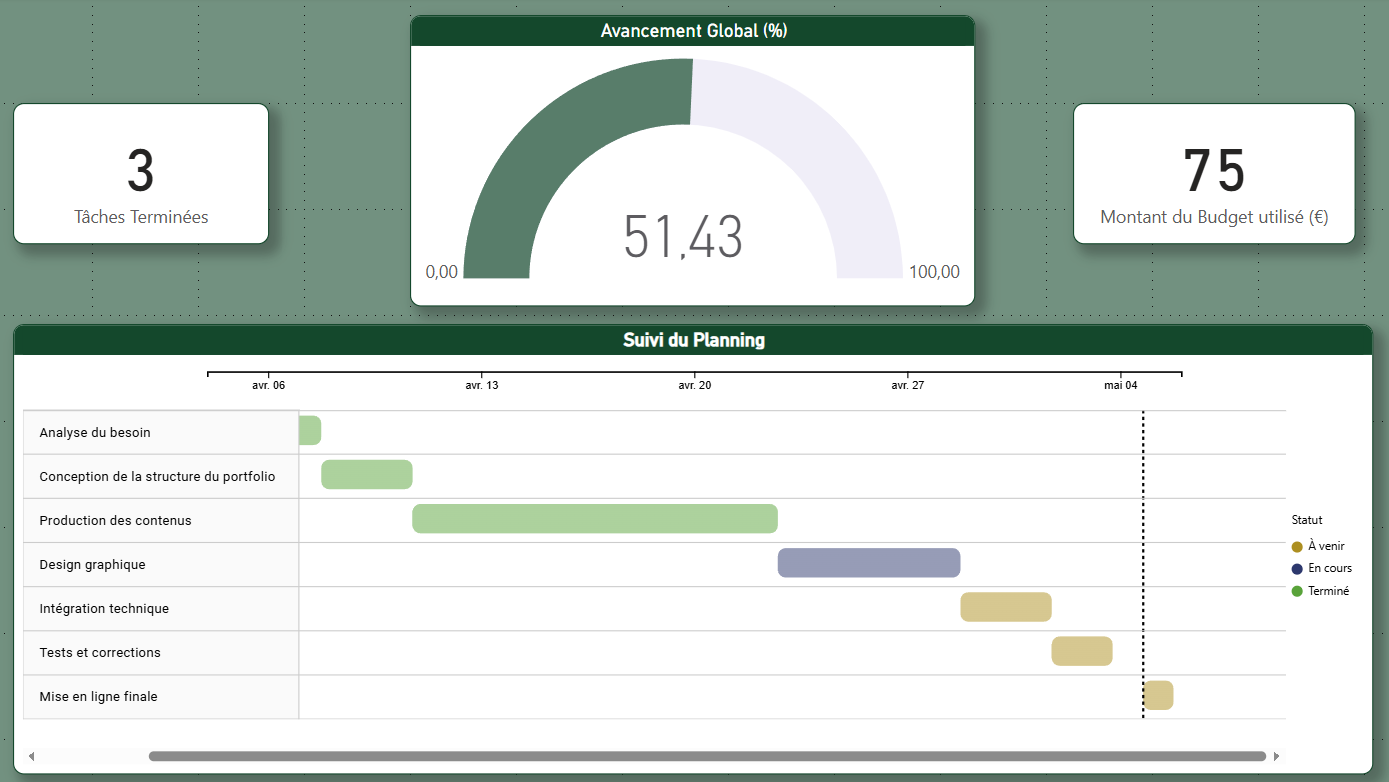 Avancement Global (%)
3
Tâches Terminées
51,43
0,00
100,00
75
Montant du Budget utilisé (€)
Suivi du Planning
avr. 06
avr. 13
avr. 20
avr. 27
mai 04
Analyse du besoin
Conception de la structure du portfolio
Production des contenus
Design graphique
Intégration technique
Tests et corrections
Mise en ligne finale
Statut
À venir
En cours
Terminé